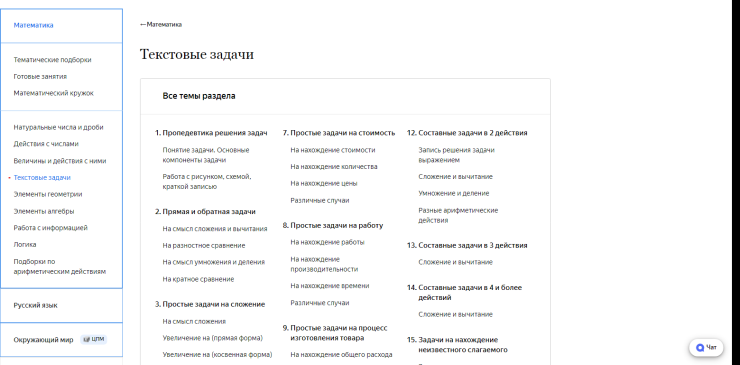 Математика
Тематические подборки
Готовые занятия
Математический кружок
Натуральные числа и дроби
Действия с числами
Величины и действия с ними
Текстовые задачи
Элементы геометрии
Элементы алгебры
Работа с информацией
Логика
Подборки по
арифметическим действиям
Русский язык
Окружающий мир ЦПМ
←Математика
Текстовые задачи
Все темы раздела
1. Пропедевтика решения задач
Понятие задачи. Основные
компоненты задачи
Работа с рисунком, схемой,
краткой записью
2. Прямая и обратная задачи
На смысл сложения и вычитания
На разностное сравнение
На смысл умножения и деления
На кратное сравнение
3. Простые задачи на сложение
На смысл сложения
Увеличение на (прямая форма)
Увеличение на (косвенная форма)
7. Простые задачи на стоимость
На нахождение стоимости
На нахождение количества
На нахождение цены
Различные случаи
8. Простые задачи на работу
На нахождение работы
На нахождение
производительности
На нахождение времени
Различные случаи
9. Простые задачи на процесс
изготовления товара
На нахождение общего расхода
12. Составные задачи в 2 действия
Запись решения задачи
выражением
Сложение и вычитание
Умножение и деление
Разные арифметические
действия
13. Составные задачи в 3 действия
Сложение и вычитание
14. Составные задачи в 4 и более
действий
Сложение и вычитание
15. Задачи на нахождение
неизвестного слагаемого
Чат